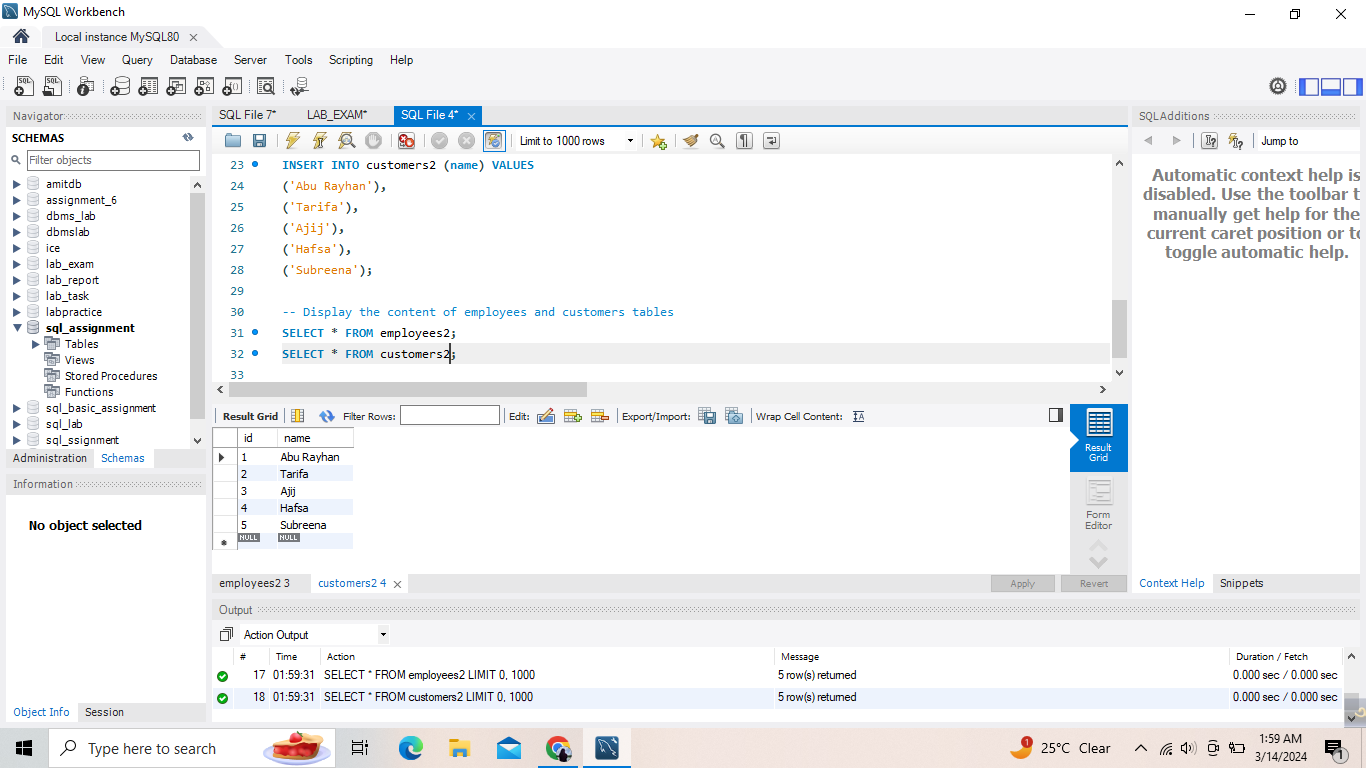 MySQL Workbench
Local instance MySQL80
File Edit View Query Database Server Tools Scripting Help
Navigator
SCHEMAS
Filter objects
amitdb
assignment_6
dbms_lab
dbmslab
ice
lab_exam
lab_report
lab_task
labpractice
sql_assignment
Tables
Views
Stored Procedures
Functions
sql_basic_assignment
sql_lab
sql_ssignment
Administration Schemas
Information
No object selected
Object Info Session
SQL File 7* LAB_EXAM* SQL File 4*
Limit to 1000 rows
23 INSERT INTO customers2 (name) VALUES
24 ('Abu Rayhan'),
25 ('Tarifa'),
26 ('Ajij'),
27 ('Hafsa'),
28 ('Subreena');
29
30 -- Display the content of employees and customers tables
31 SELECT * FROM employees2;
32 SELECT * FROM customers2;
33
Result Grid Filter Rows: Edit: Export/Import: Wrap Cell Content:
id name
1 Abu Rayhan
2 Tarifa
3 Ajij
4 Hafsa
5 Subreena
NULL NULL
Result
Grid
Form
Editor
employees2 3 customers2 4 Apply Revert
SQLAdditions
Jump to
Automatic context help is
disabled. Use the toolbar t
manually get help for the
current caret position or to
toggle automatic help.
Context Help Snippets
Output
Action Output
# Time Action Message Duration / Fetch
17 01:59:31 SELECT * FROM employees2 LIMIT 0, 1000 5 row(s) returned 0.000 sec / 0.000 sec
18 01:59:31 SELECT * FROM customers2 LIMIT 0, 1000 5 row(s) returned 0.000 sec / 0.000 sec
Type here to search
1
25°C Clear
1:59 AM
3/14/2024
1